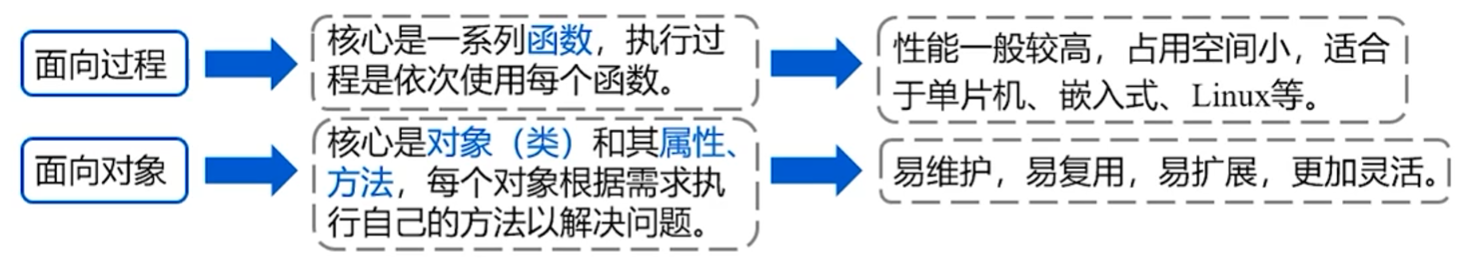 面向过程
核心是一系列函数，执行过
程是依次使用每个函数。
性能一般较高，占用空间小，适合
于单片机、嵌入式、Linux等。
面向对象
核心是对象（类）和其属性、
方法，每个对象根据需求执
行自己的方法以解决问题。
易维护，易复用，易扩展，更加灵活。